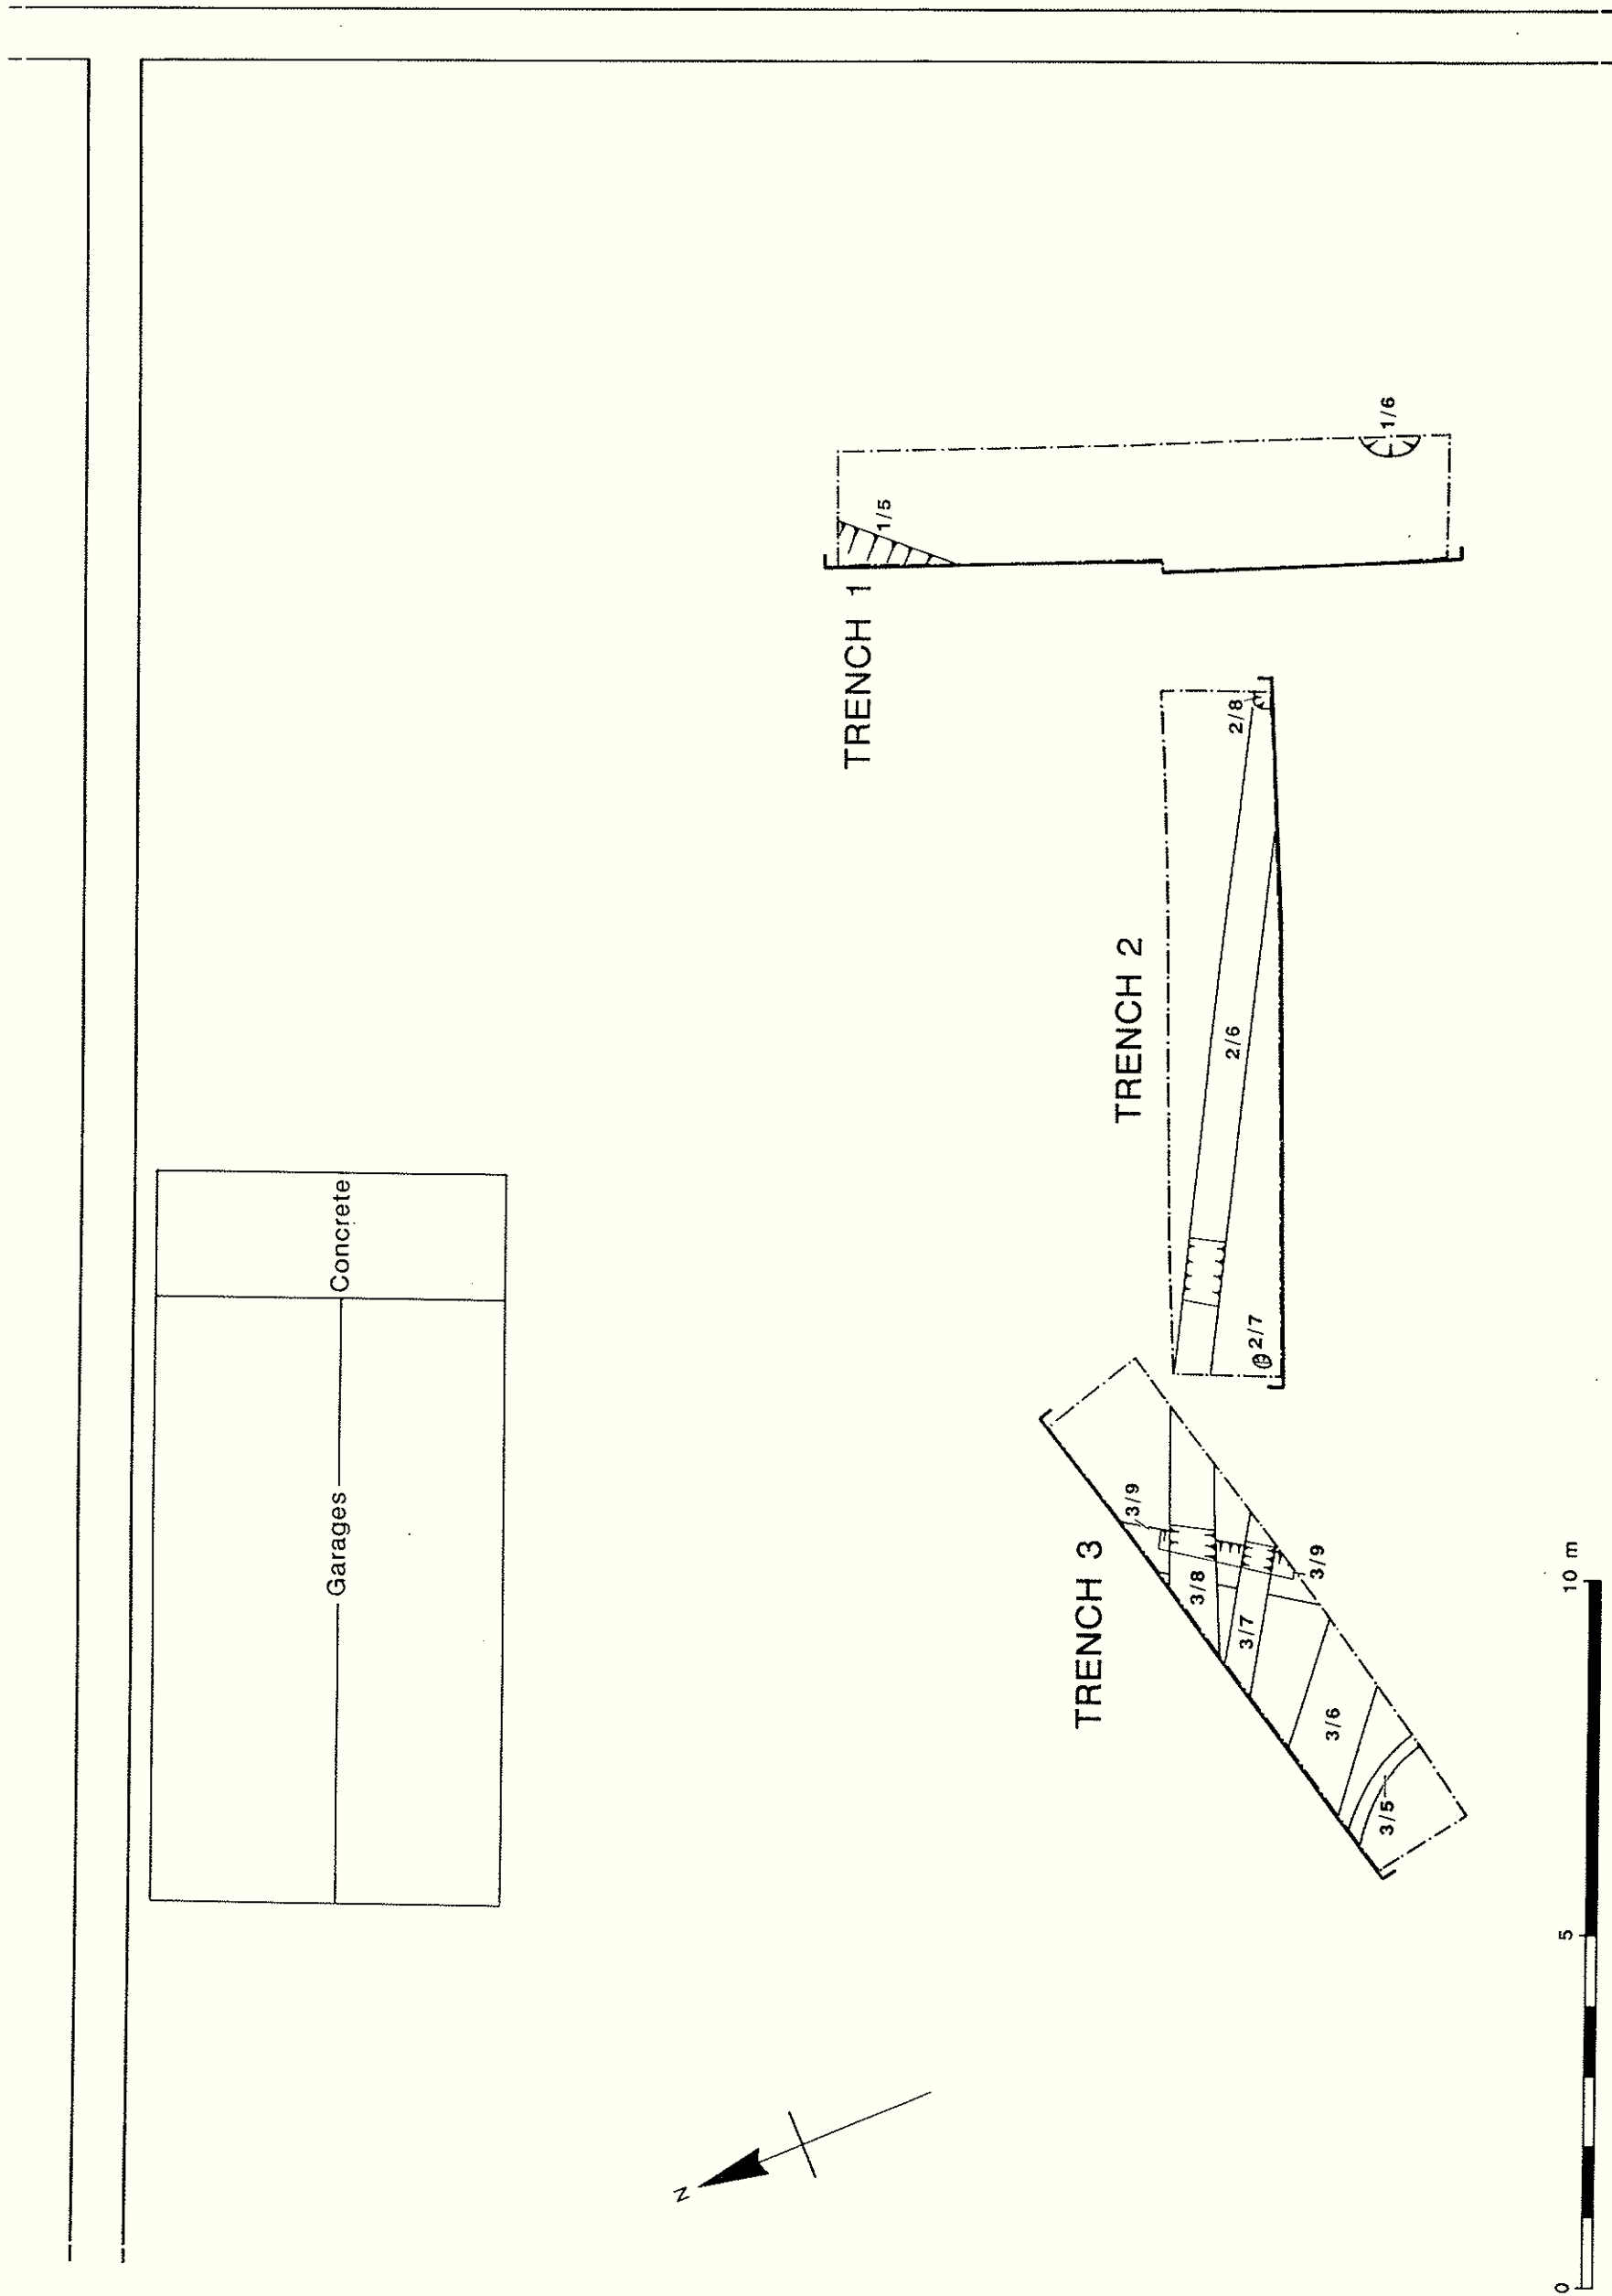 Garages
Concrete
TRENCH 1
1/5
1/6
TRENCH 2
2/6
2/7
2/8
TRENCH 3
3/9
3/8
3/7
3/9
3/6
3/5
N
0
5
10 m